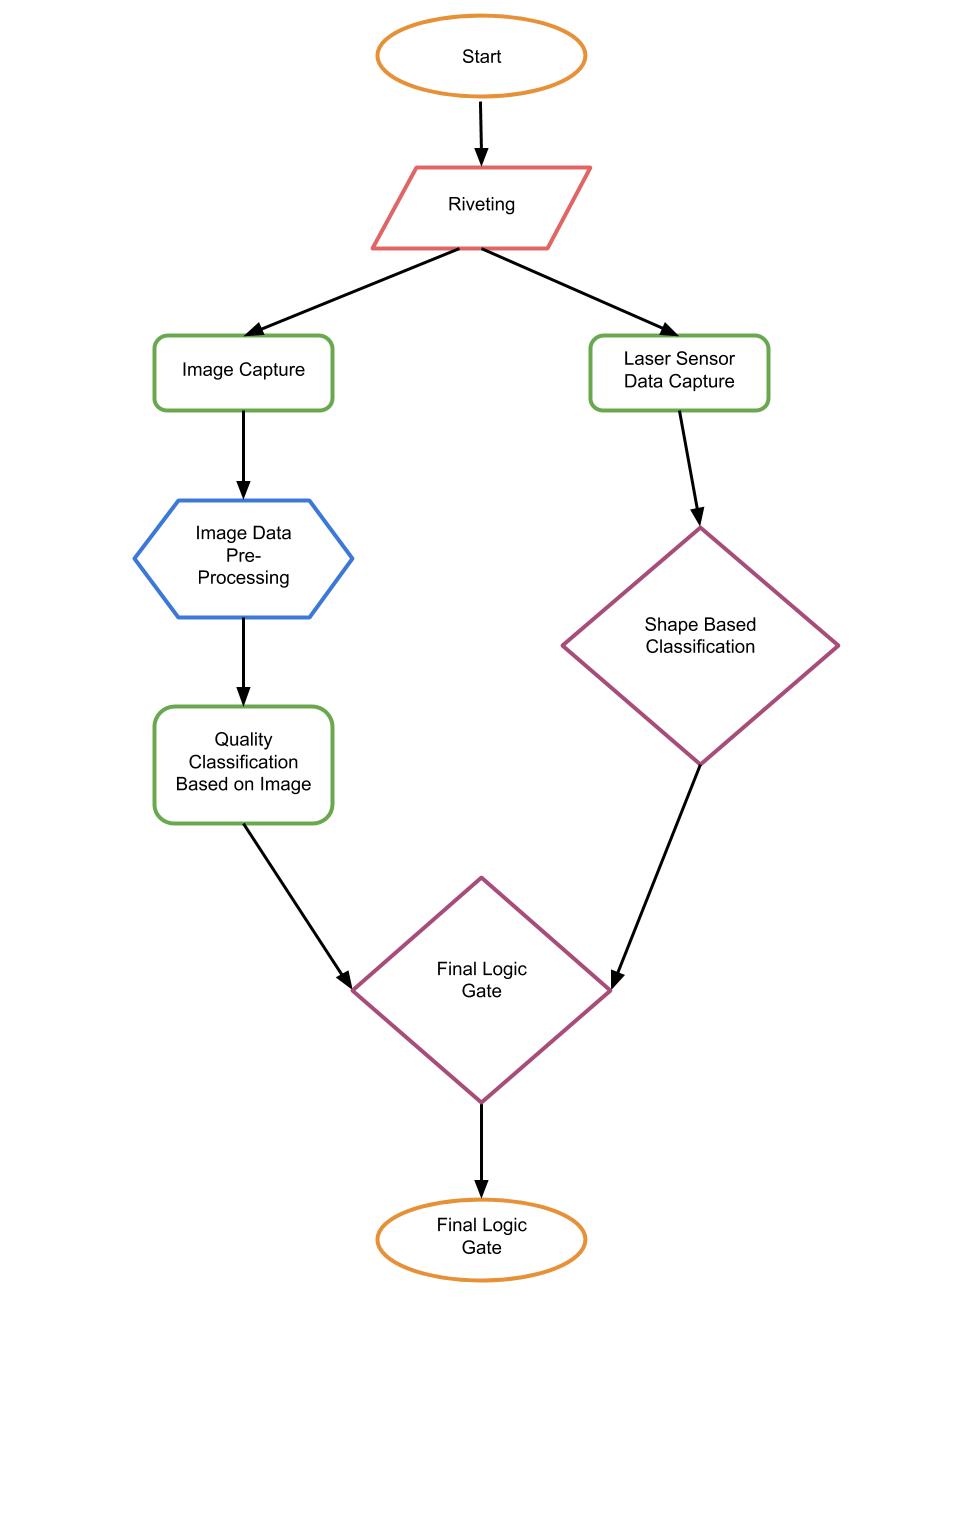 Start
Riveting
Image Capture
Laser Sensor
Data Capture
Image Data
Pre-
Processing
Shape Based
Classification
Quality
Classification
Based on Image
Final Logic
Gate
Final Logic
Gate